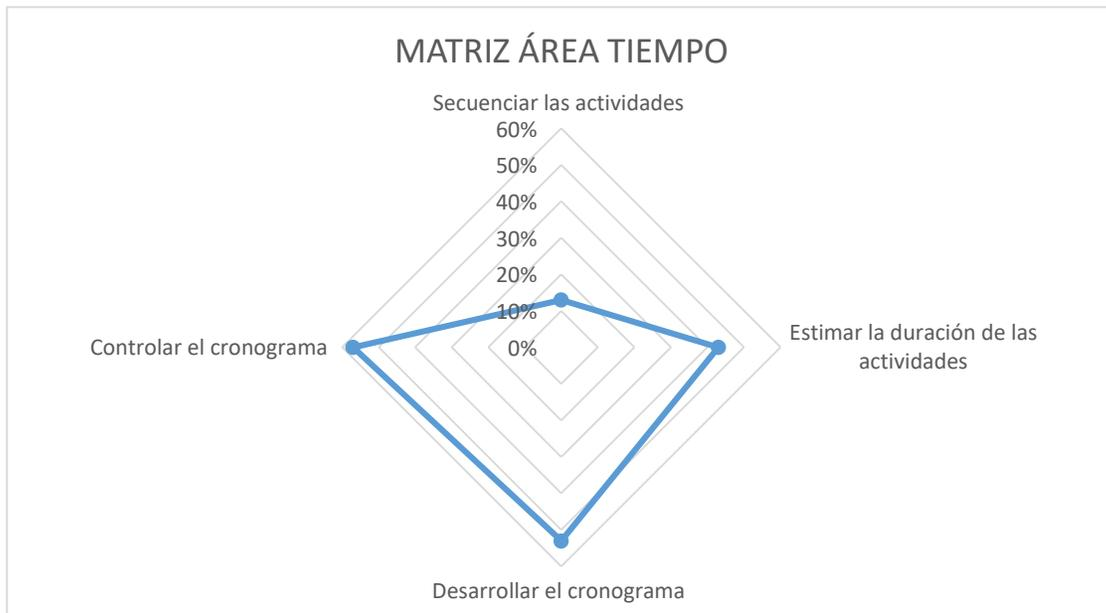 MATRIZ ÁREA TIEMPO
Secuenciar las actividades
60%
50%
40%
30%
20%
10%
0%
Estimar la duración de las
actividades
Controlar el cronograma
Desarrollar el cronograma